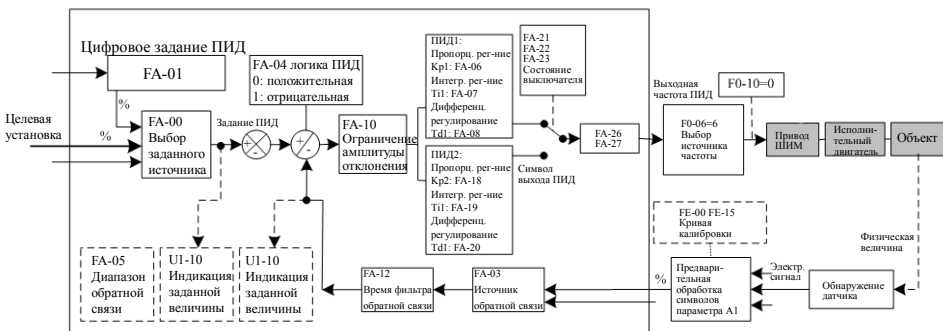 Цифровое задание ПИД
FA-01
%
Целевая
установка
%
FA-00
Выбор
заданного
источника
Задание ПИД
FA-04 логика ПИД
0: положительная
1: отрицательная
+
-
FA-10
Ограничение
амплитуды
отклонения
ПИД1:
Пропорц. рег-ние
Kp1: FA-06
Интегр. рег-ние
Ti1: FA-07
Дифференц.
регулирование
Td1: FA-08
ПИД2:
Пропорц. рег-ние
Kp2: FA-18
Интегр. рег-ние
Ti1: FA-19
Дифференц.
регулирование
Td1: FA-20
FA-21
FA-22
FA-23
Состояние
выключателя
Символ
выхода ПИД
FA-26
FA-27
Выходная
частота ПИД
F0-06=6
Выбор
источника
частоты
F0-10=0
Привод
ШИМ
Исполни-
тельный
двигатель
Объект
Физическая
величина
FA-05
Диапазон
обратной
связи
U1-10
Индикация
заданной
величины
U1-10
Индикация
заданной
величины
FA-12
Время фильтра
обратной связи
FA-03
Источник
обратной связи
%
FE-00 FE-15
Кривая
калибровки
Предвари-
тельная
обработка
символов
параметра A1
Электр.
сигнал
Обнаружение
датчика